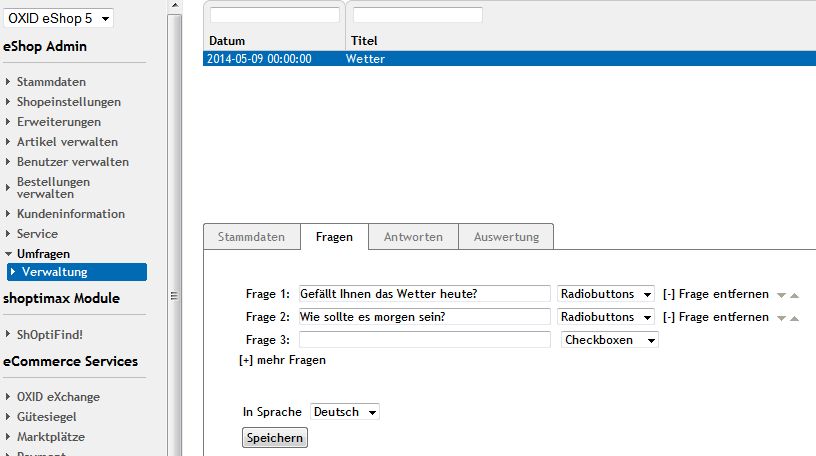 OXID eShop 5
eShop Admin
Stammdaten
Shopeinstellungen
Erweiterungen
Artikel verwalten
Benutzer verwalten
Bestellungen
verwalten
Kundeninformation
Service
Umfragen
Verwaltung
shoptimax Module
ShOptiFind!
eCommerce Services
OXID eXchange
Gütesiegel
Marktplätze
Payment
Datum Titel
2014-05-09 00:00:00 Wetter
Stammdaten Fragen Antworten Auswertung
Frage 1: Gefällt Ihnen das Wetter heute? Radiobuttons [-] Frage entfernen
Frage 2: Wie sollte es morgen sein? Radiobuttons [-] Frage entfernen
Frage 3: Checkboxen
[+] mehr Fragen
In Sprache Deutsch
Speichern